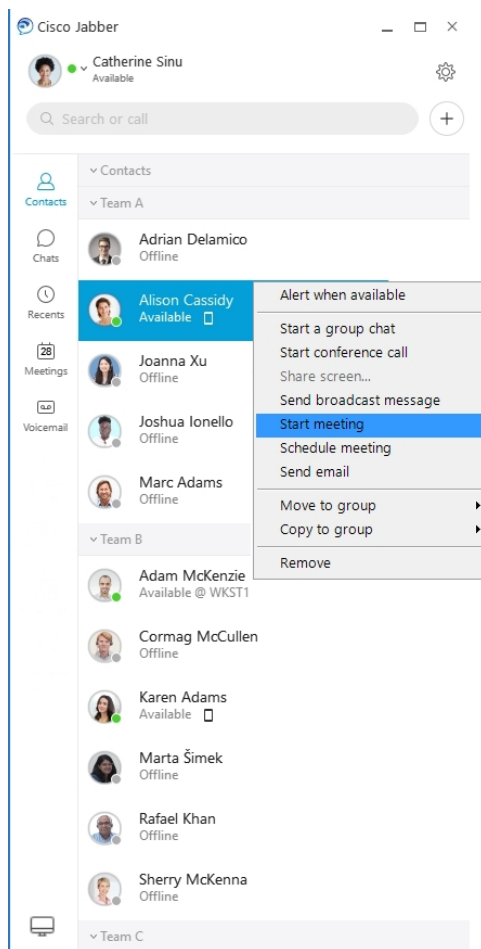 Cisco Jabber
Catherine Sinu
Available
Search or call
Contacts
Chats
Recents
28
Meetings
Voicemail
Contacts
Team A
Adrian Delamico
Offline
Alison Cassidy
Available
Joanna Xu
Offline
Joshua Ionello
Offline
Marc Adams
Offline
Team B
Adam McKenzie
Available @ WKST1
Cormag McCullen
Offline
Karen Adams
Available
Marta Šimek
Offline
Rafael Khan
Offline
Sherry McKenna
Offline
Team C
Alert when available
Start a group chat
Start conference call
Share screen...
Send broadcast message
Start meeting
Schedule meeting
Send email
Move to group
Copy to group
Remove